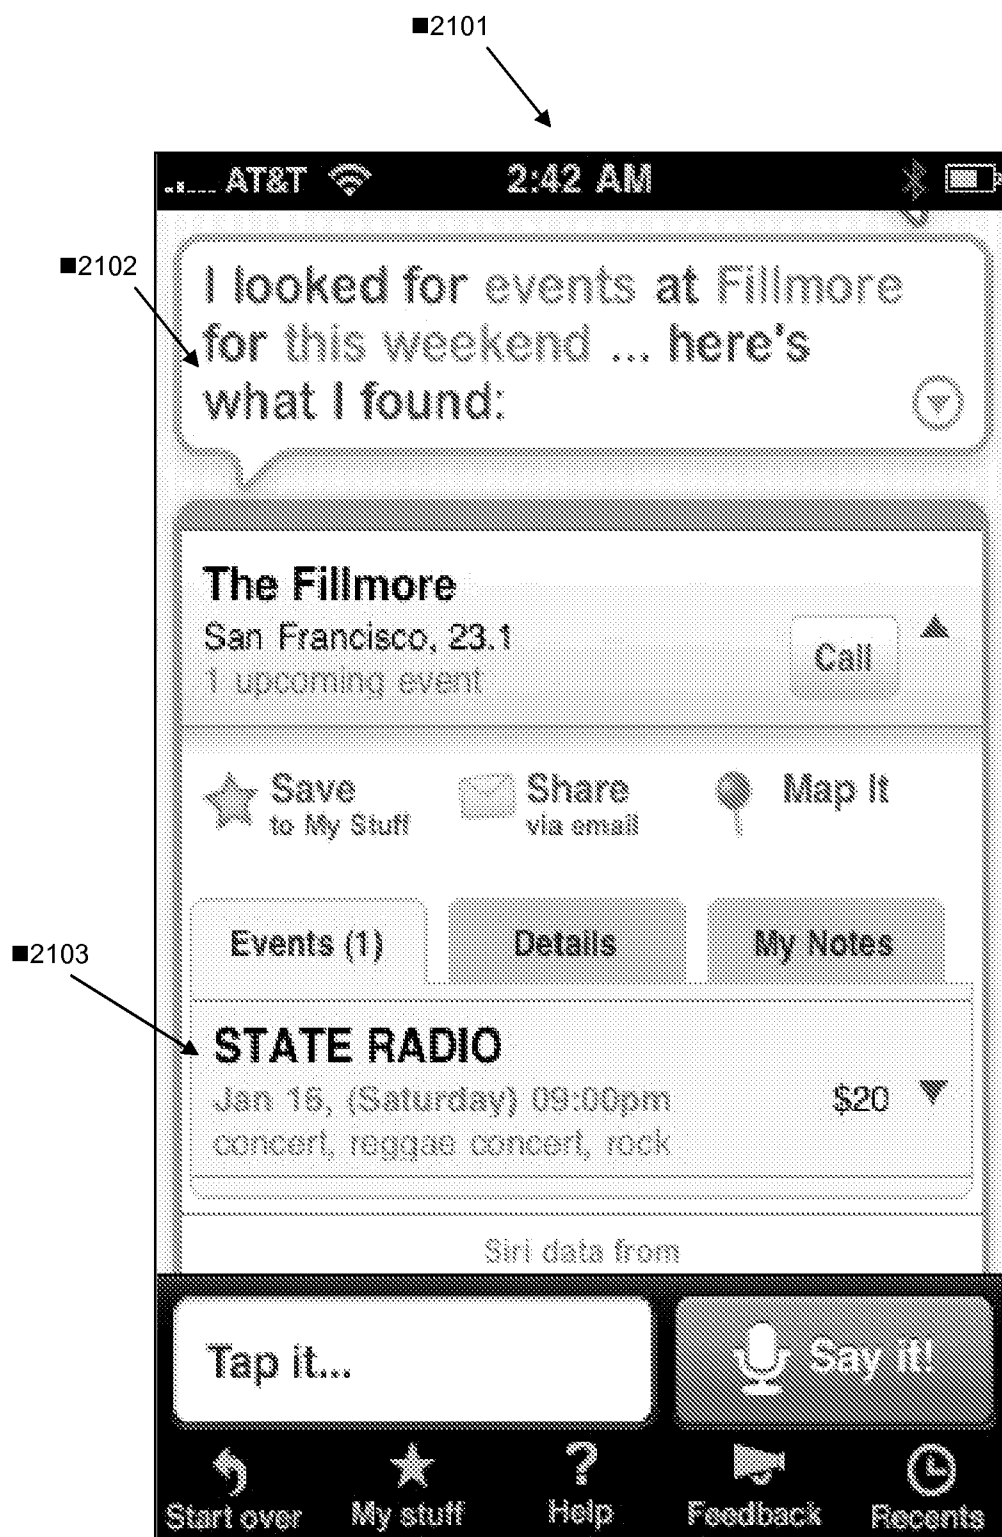 ■2101
AT&T 2:42 AM
■2102
I looked for events at Fillmore
for this weekend ... here's
what I found:
The Fillmore
San Francisco, 23.1
1 upcoming event
Call
Save
to My Stuff
Share
via email
Map It
Events (1) Details My Notes
■2103
STATE RADIO
Jan 16, (Saturday) 09:00pm
$20
concert, reggae concert, rock
Siri data from
Tap it...
Say it!
Start over My stuff Help Feedback Recents